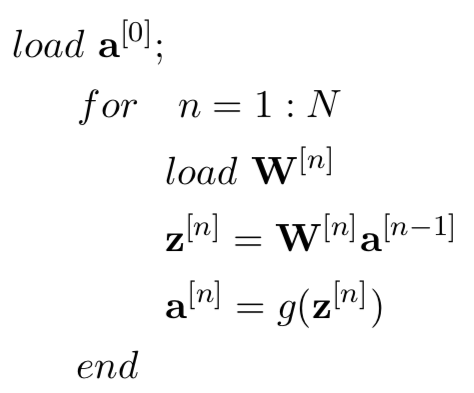 load a^[0];
for n = 1 : N
load W^[n]
z^[n] = W^[n]a^[n−1]
a^[n] = g(z^[n])
end